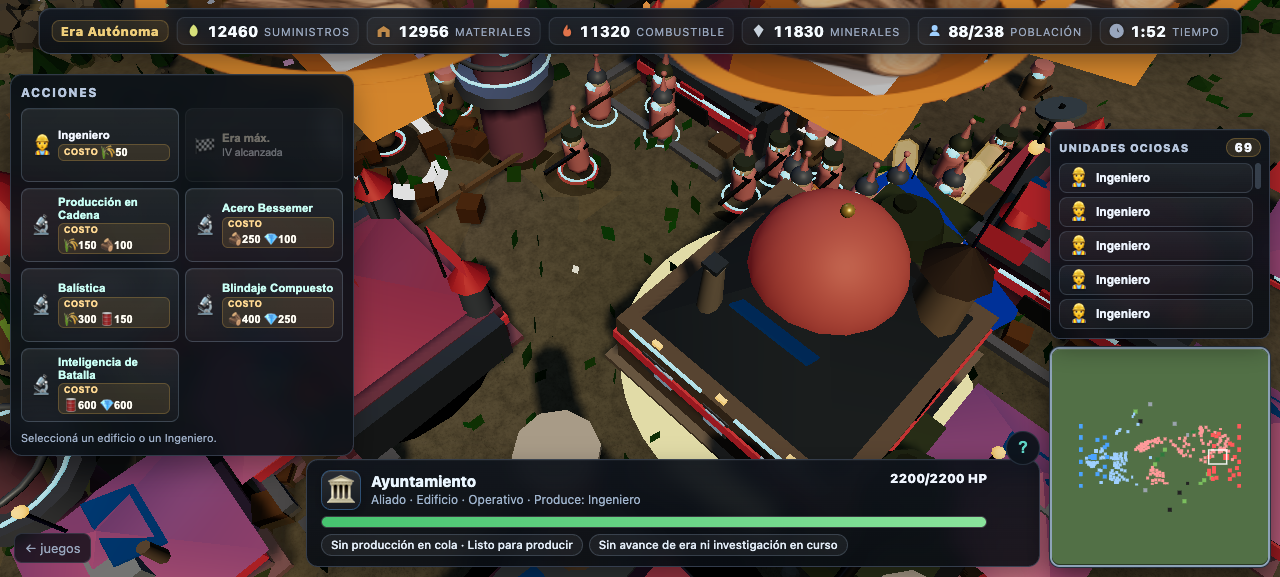 Era Autónoma
12460 SUMINISTROS
12956 MATERIALES
11320 COMBUSTIBLE
11830 MINERALES
88/238 POBLACIÓN
1:52 TIEMPO
ACCIONES
Ingeniero
COSTO 50
Era máx.
IV alcanzada
Producción en
Cadena
COSTO
150 100
Acero Bessemer
COSTO
250 100
Balística
COSTO
300 150
Blindaje Compuesto
COSTO
400 250
Inteligencia de
Batalla
COSTO
600 600
Seleccioná un edificio o un Ingeniero.
UNIDADES OCIOSAS 69
Ingeniero
Ingeniero
Ingeniero
Ingeniero
Ingeniero
?
Ayuntamiento
2200/2200 HP
Aliado · Edificio · Operativo · Produce: Ingeniero
Sin producción en cola · Listo para producir
Sin avance de era ni investigación en curso
← juegos